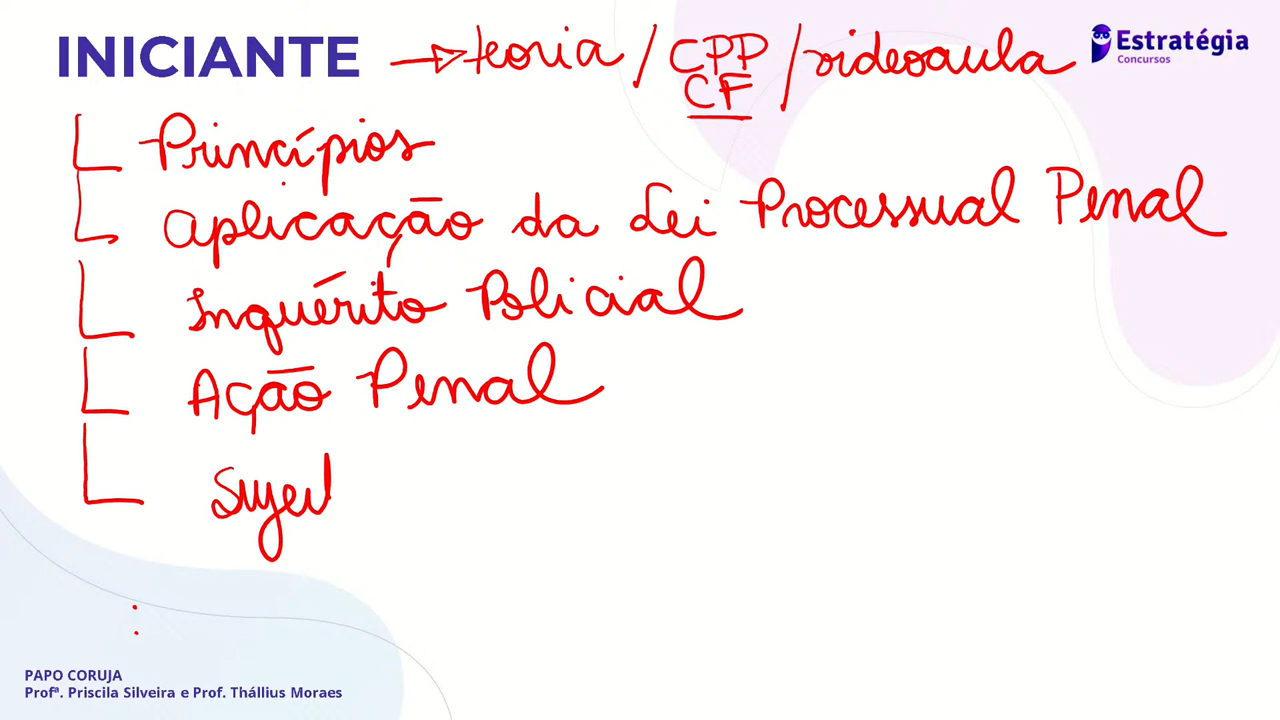 INICIANTE → teoria / CPP / videoaula
CF
Estratégia
Concursos
Princípios
Aplicação da Lei Processual Penal
Inquérito Policial
Ação Penal
PAPO CORUJA
Profª. Priscila Silveira e Prof. Thállius Moraes